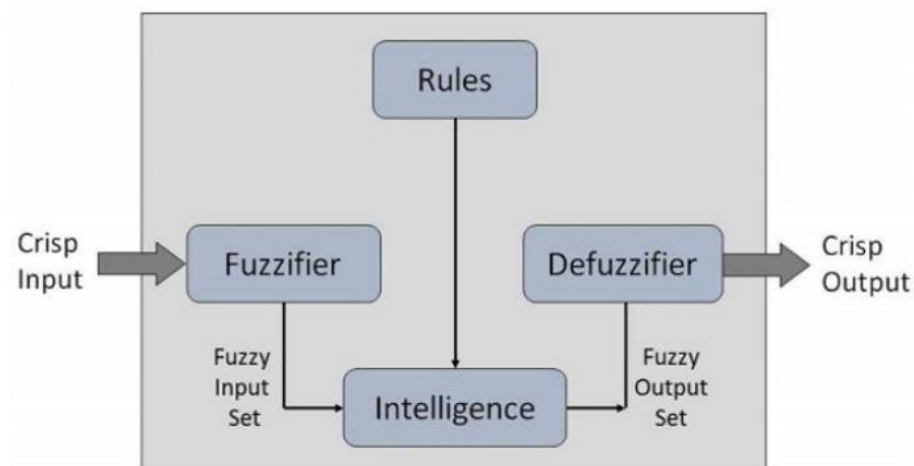 Rules
Crisp
Input
Fuzzifier
Defuzzifier
Crisp
Output
Fuzzy
Input
Set
Intelligence
Fuzzy
Output
Set